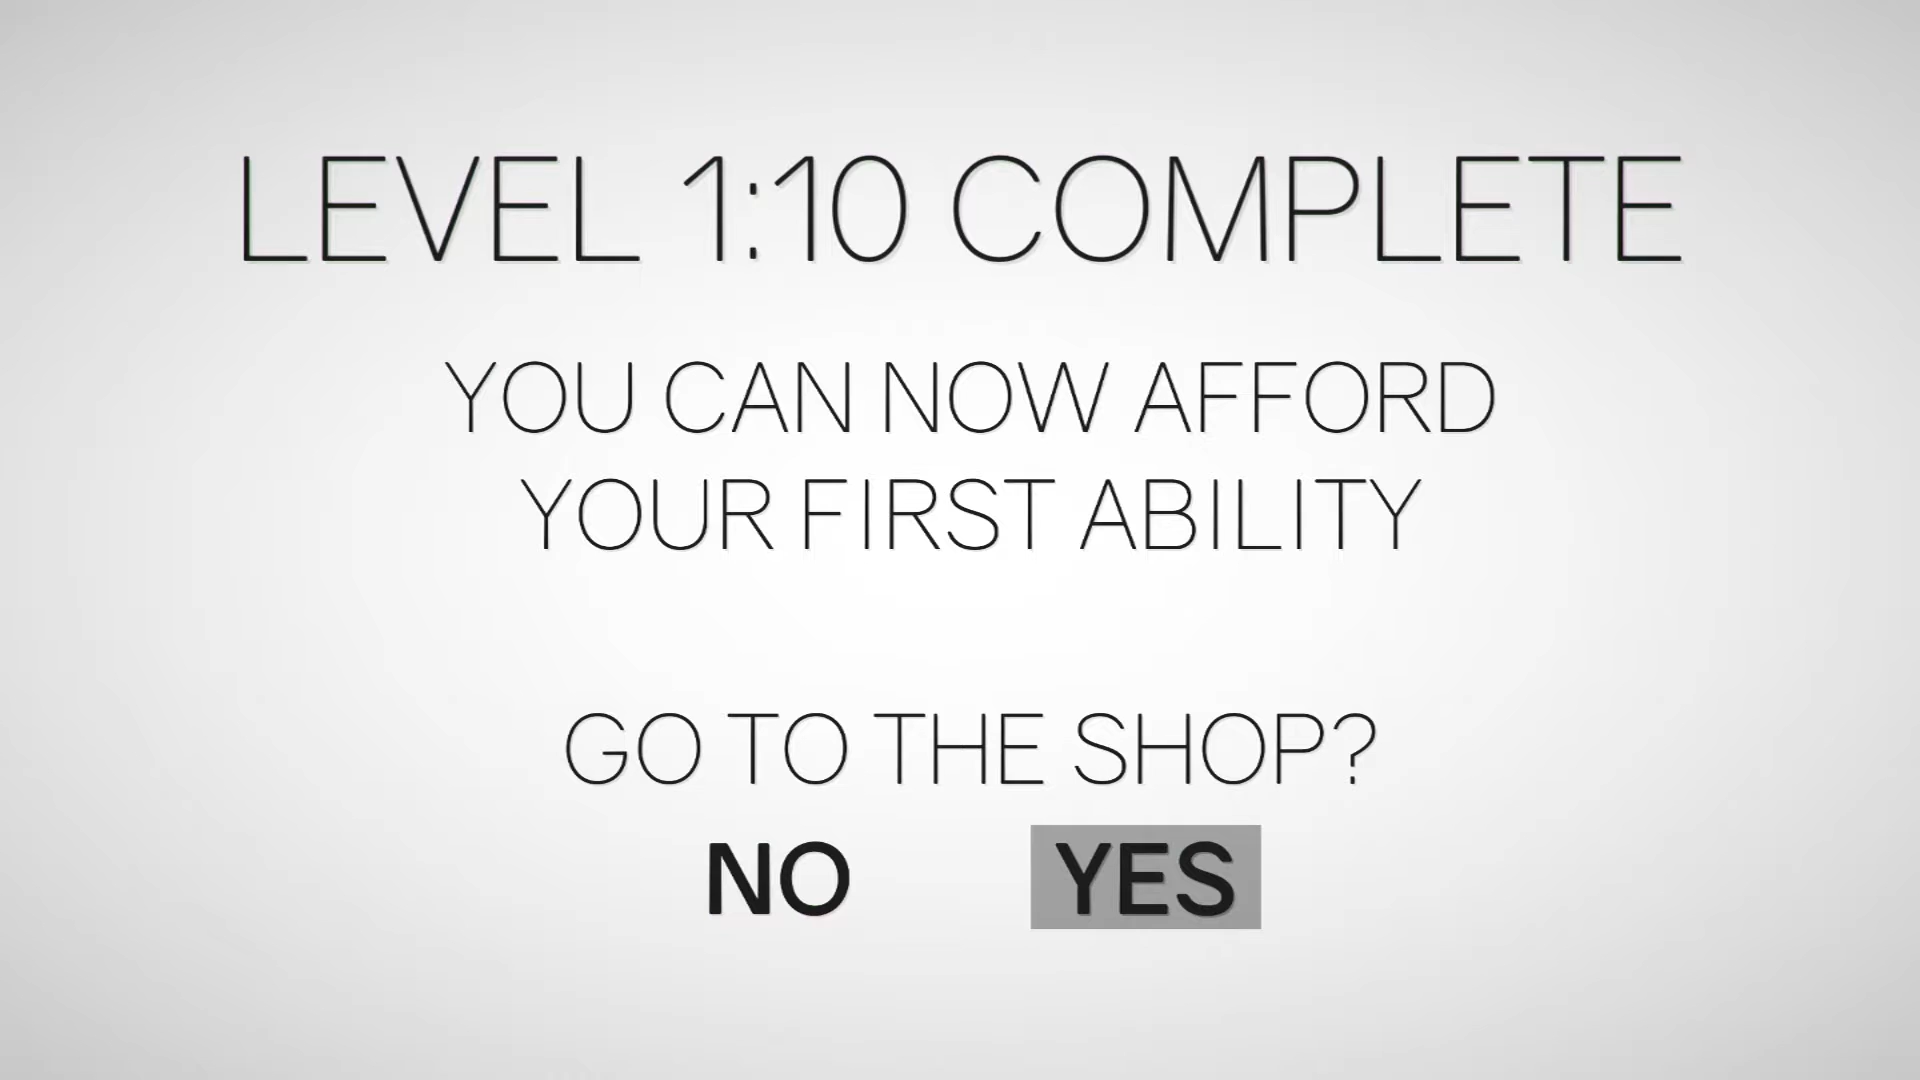 LEVEL 1:10 COMPLETE
YOU CAN NOW AFFORD
YOUR FIRST ABILITY
GO TO THE SHOP?
NO YES